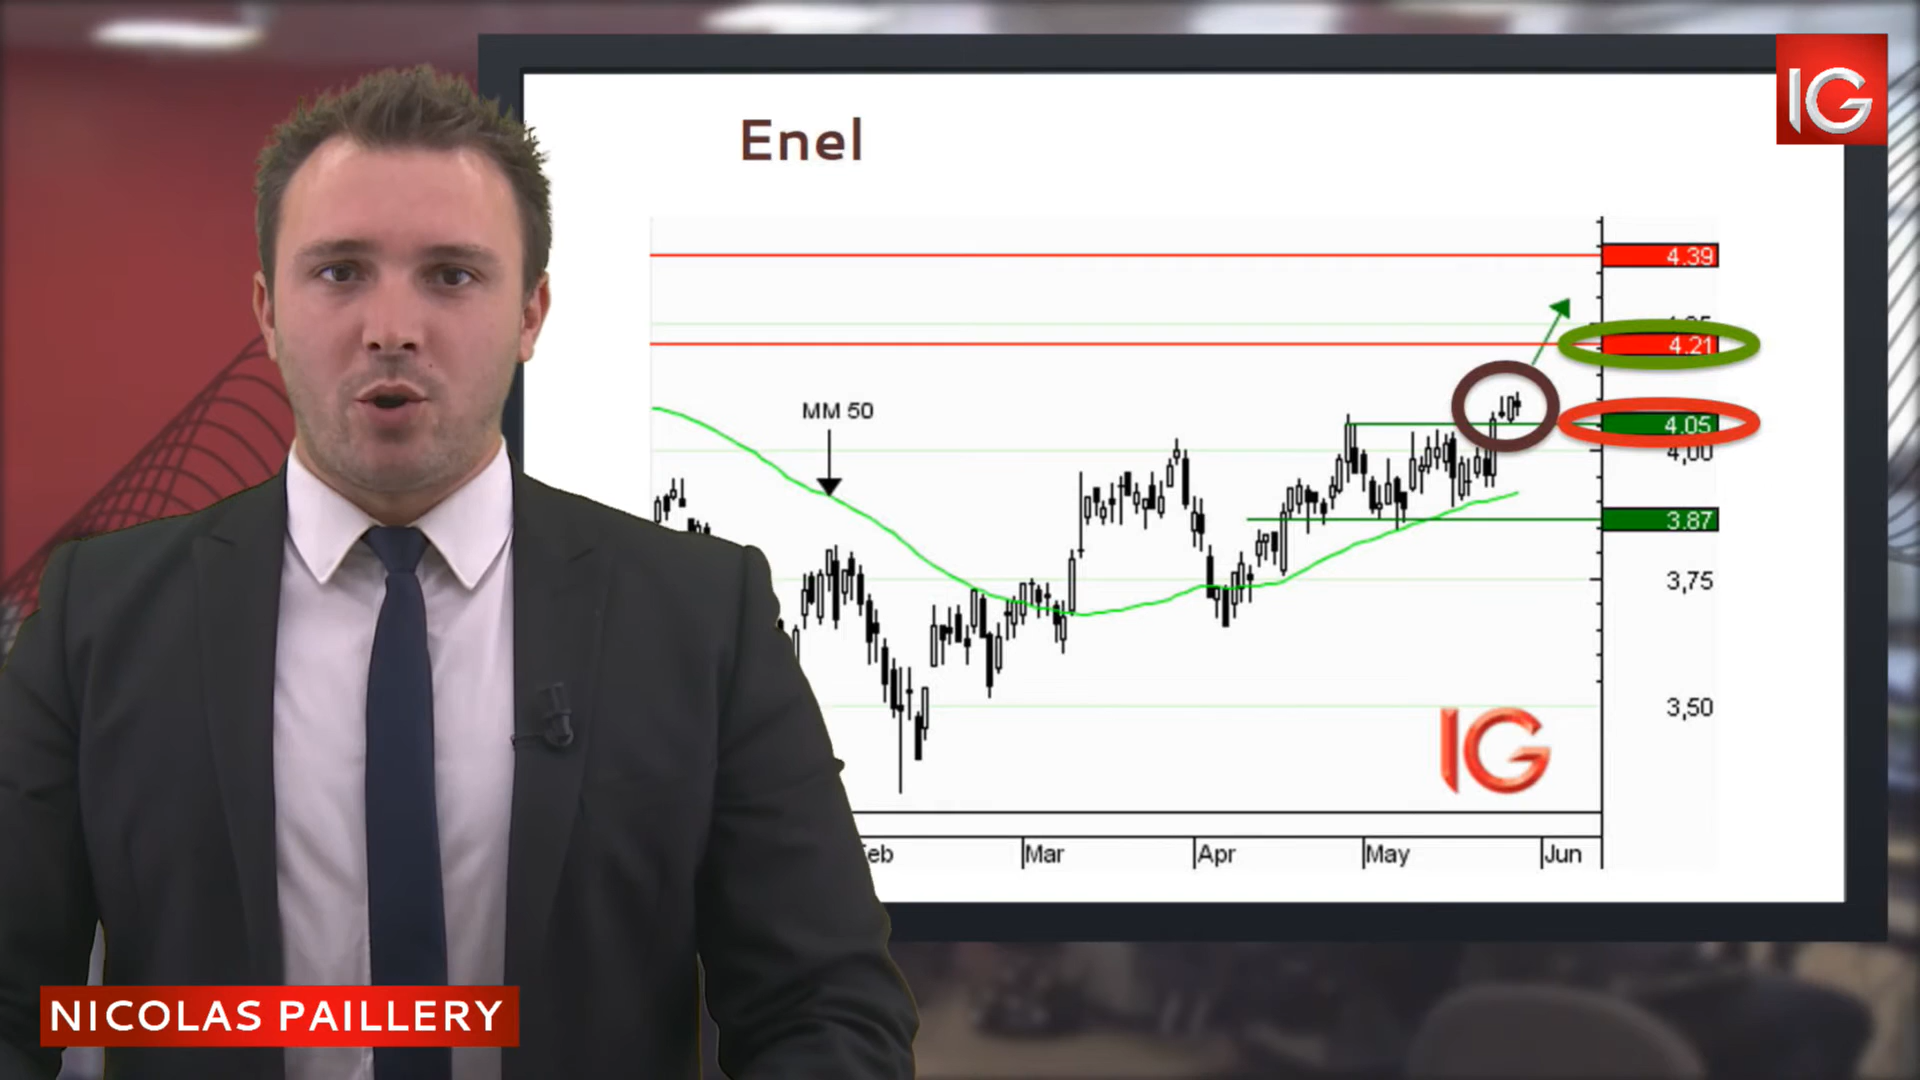 IG
Enel
4.39
4.21
MM 50
4.05
4,00
3.87
3,75
3,50
IG
Mar
Apr
May
Jun
NICOLAS PAILLERY